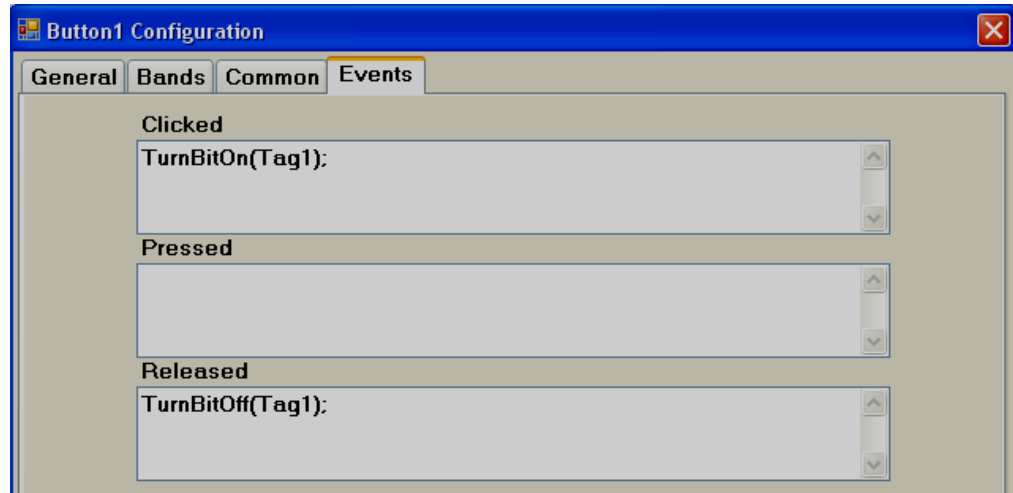 Button1 Configuration
General Bands Common Events
Clicked
TurnBitOn(Tag1);
Pressed
Released
TurnBitOff(Tag1);